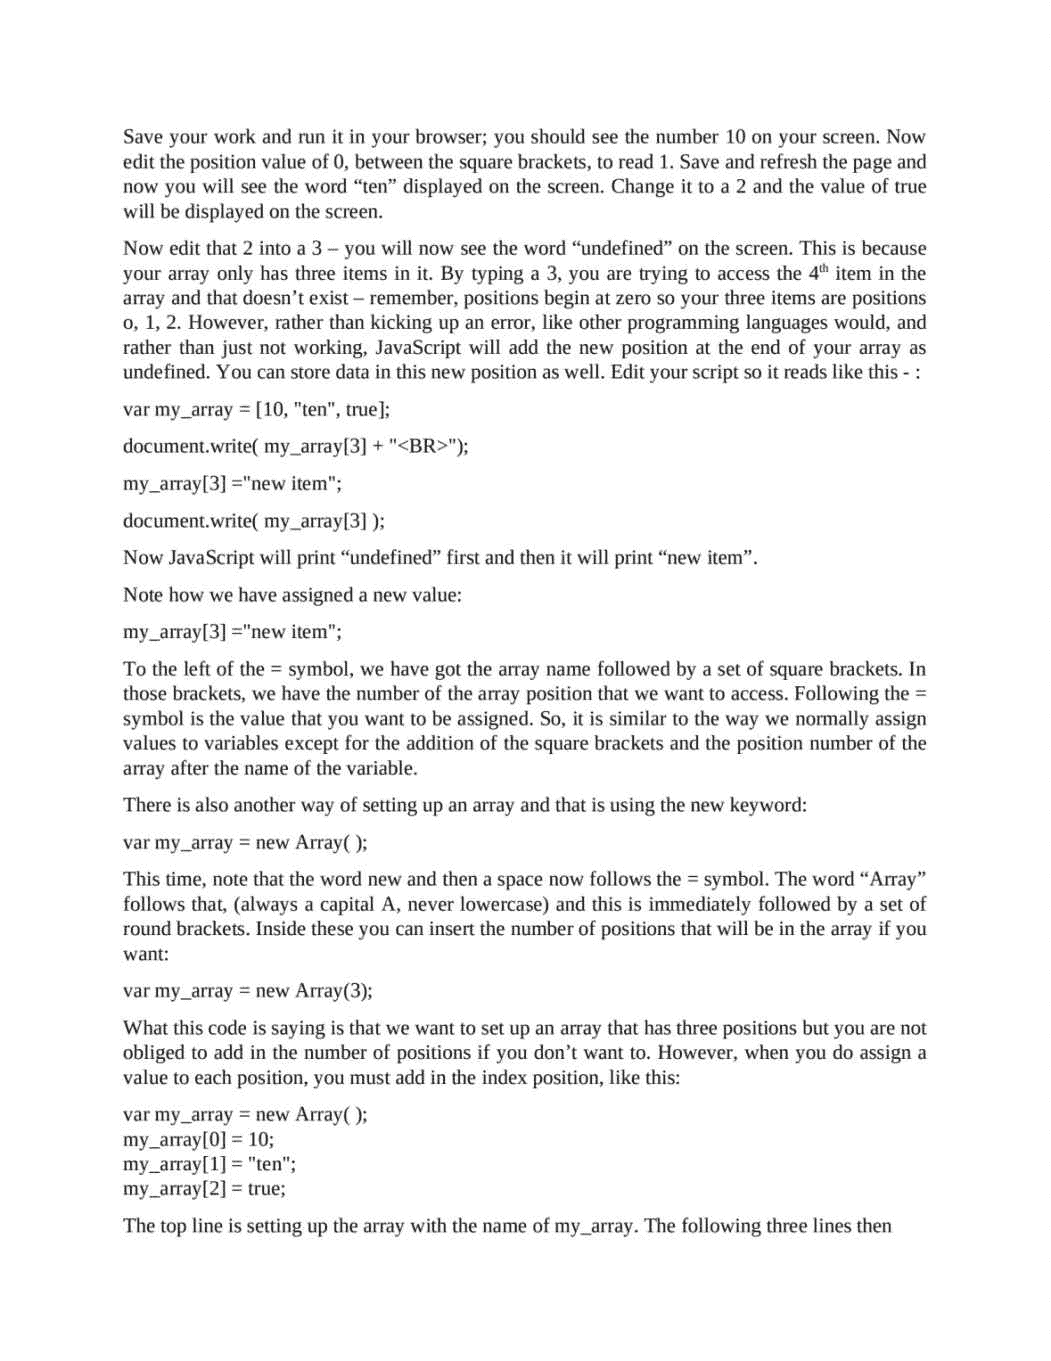 Save your work and run it in your browser; you should see the number 10 on your screen. Now
edit the position value of 0, between the square brackets, to read 1. Save and refresh the page and
now you will see the word “ten” displayed on the screen. Change it to a 2 and the value of true
will be displayed on the screen.
Now edit that 2 into a 3 – you will now see the word “undefined” on the screen. This is because
your array only has three items in it. By typing a 3, you are trying to access the 4th item in the
array and that doesn’t exist – remember, positions begin at zero so your three items are positions
o, 1, 2. However, rather than kicking up an error, like other programming languages would, and
rather than just not working, JavaScript will add the new position at the end of your array as
undefined. You can store data in this new position as well. Edit your script so it reads like this - :
var my_array = [10, "ten", true];
document.write( my_array[3] + "<BR>");
my_array[3] ="new item";
document.write( my_array[3] );
Now JavaScript will print “undefined” first and then it will print “new item”.
Note how we have assigned a new value:
my_array[3] ="new item";
To the left of the = symbol, we have got the array name followed by a set of square brackets. In
those brackets, we have the number of the array position that we want to access. Following the =
symbol is the value that you want to be assigned. So, it is similar to the way we normally assign
values to variables except for the addition of the square brackets and the position number of the
array after the name of the variable.
There is also another way of setting up an array and that is using the new keyword:
var my_array = new Array( );
This time, note that the word new and then a space now follows the = symbol. The word “Array”
follows that, (always a capital A, never lowercase) and this is immediately followed by a set of
round brackets. Inside these you can insert the number of positions that will be in the array if you
want:
var my_array = new Array(3);
What this code is saying is that we want to set up an array that has three positions but you are not
obliged to add in the number of positions if you don’t want to. However, when you do assign a
value to each position, you must add in the index position, like this:
var my_array = new Array( );
my_array[0] = 10;
my_array[1] = "ten";
my_array[2] = true;
The top line is setting up the array with the name of my_array. The following three lines then